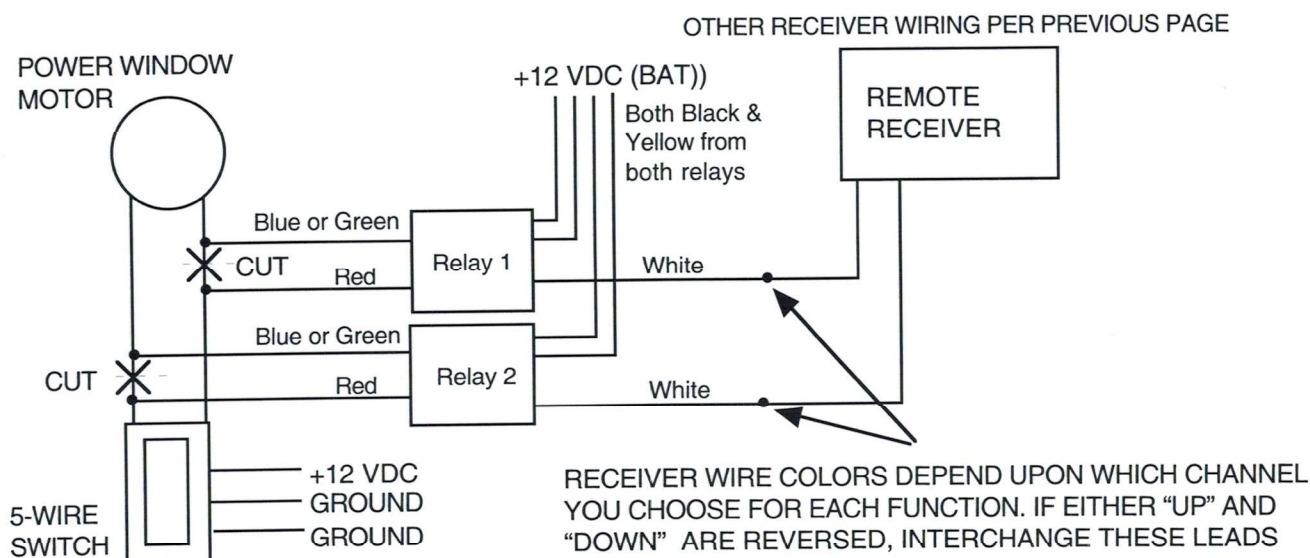 OTHER RECEIVER WIRING PER PREVIOUS PAGE
POWER WINDOW
MOTOR
+12 VDC (BAT))
Both Black &
Yellow from
both relays
REMOTE
RECEIVER
Blue or Green
CUT
Red
Relay 1
White
Blue or Green
CUT
Red
Relay 2
White
5-WIRE
SWITCH
+12 VDC
GROUND
GROUND
RECEIVER WIRE COLORS DEPEND UPON WHICH CHANNEL
YOU CHOOSE FOR EACH FUNCTION. IF EITHER “UP” AND
“DOWN” ARE REVERSED, INTERCHANGE THESE LEADS